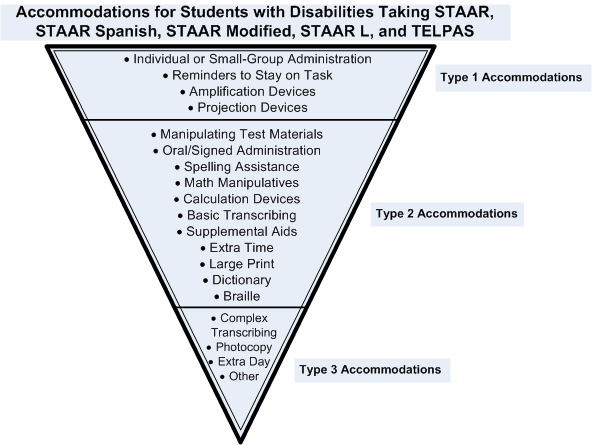 Accommodations for Students with Disabilities Taking STAAR,
STAAR Spanish, STAAR Modified, STAAR L, and TELPAS
• Individual or Small-Group Administration
• Reminders to Stay on Task
• Amplification Devices
• Projection Devices
Type 1 Accommodations
• Manipulating Test Materials
• Oral/Signed Administration
• Spelling Assistance
• Math Manipulatives
• Calculation Devices
• Basic Transcribing
• Supplemental Aids
• Extra Time
• Large Print
• Dictionary
• Braille
Type 2 Accommodations
• Complex
Transcribing
• Photocopy
• Extra Day
• Other
Type 3 Accommodations